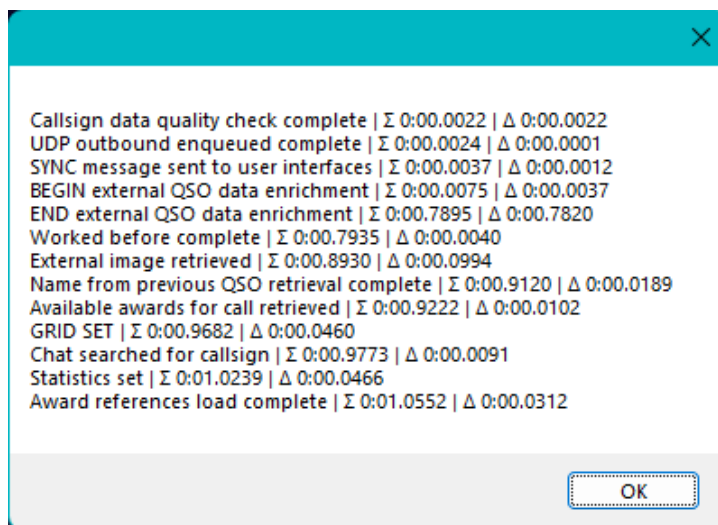 Callsign data quality check complete | Σ 0:00.0022 | Δ 0:00.0022
UDP outbound enqueued complete | Σ 0:00.0024 | Δ 0:00.0001
SYNC message sent to user interfaces | Σ 0:00.0037 | Δ 0:00.0012
BEGIN external QSO data enrichment | Σ 0:00.0075 | Δ 0:00.0037
END external QSO data enrichment | Σ 0:00.7895 | Δ 0:00.7820
Worked before complete | Σ 0:00.7935 | Δ 0:00.0040
External image retrieved | Σ 0:00.8930 | Δ 0:00.0994
Name from previous QSO retrieval complete | Σ 0:00.9120 | Δ 0:00.0189
Available awards for call retrieved | Σ 0:00.9222 | Δ 0:00.0102
GRID SET | Σ 0:00.9682 | Δ 0:00.0460
Chat searched for callsign | Σ 0:00.9773 | Δ 0:00.0091
Statistics set | Σ 0:01.0239 | Δ 0:00.0466
Award references load complete | Σ 0:01.0552 | Δ 0:00.0312
OK